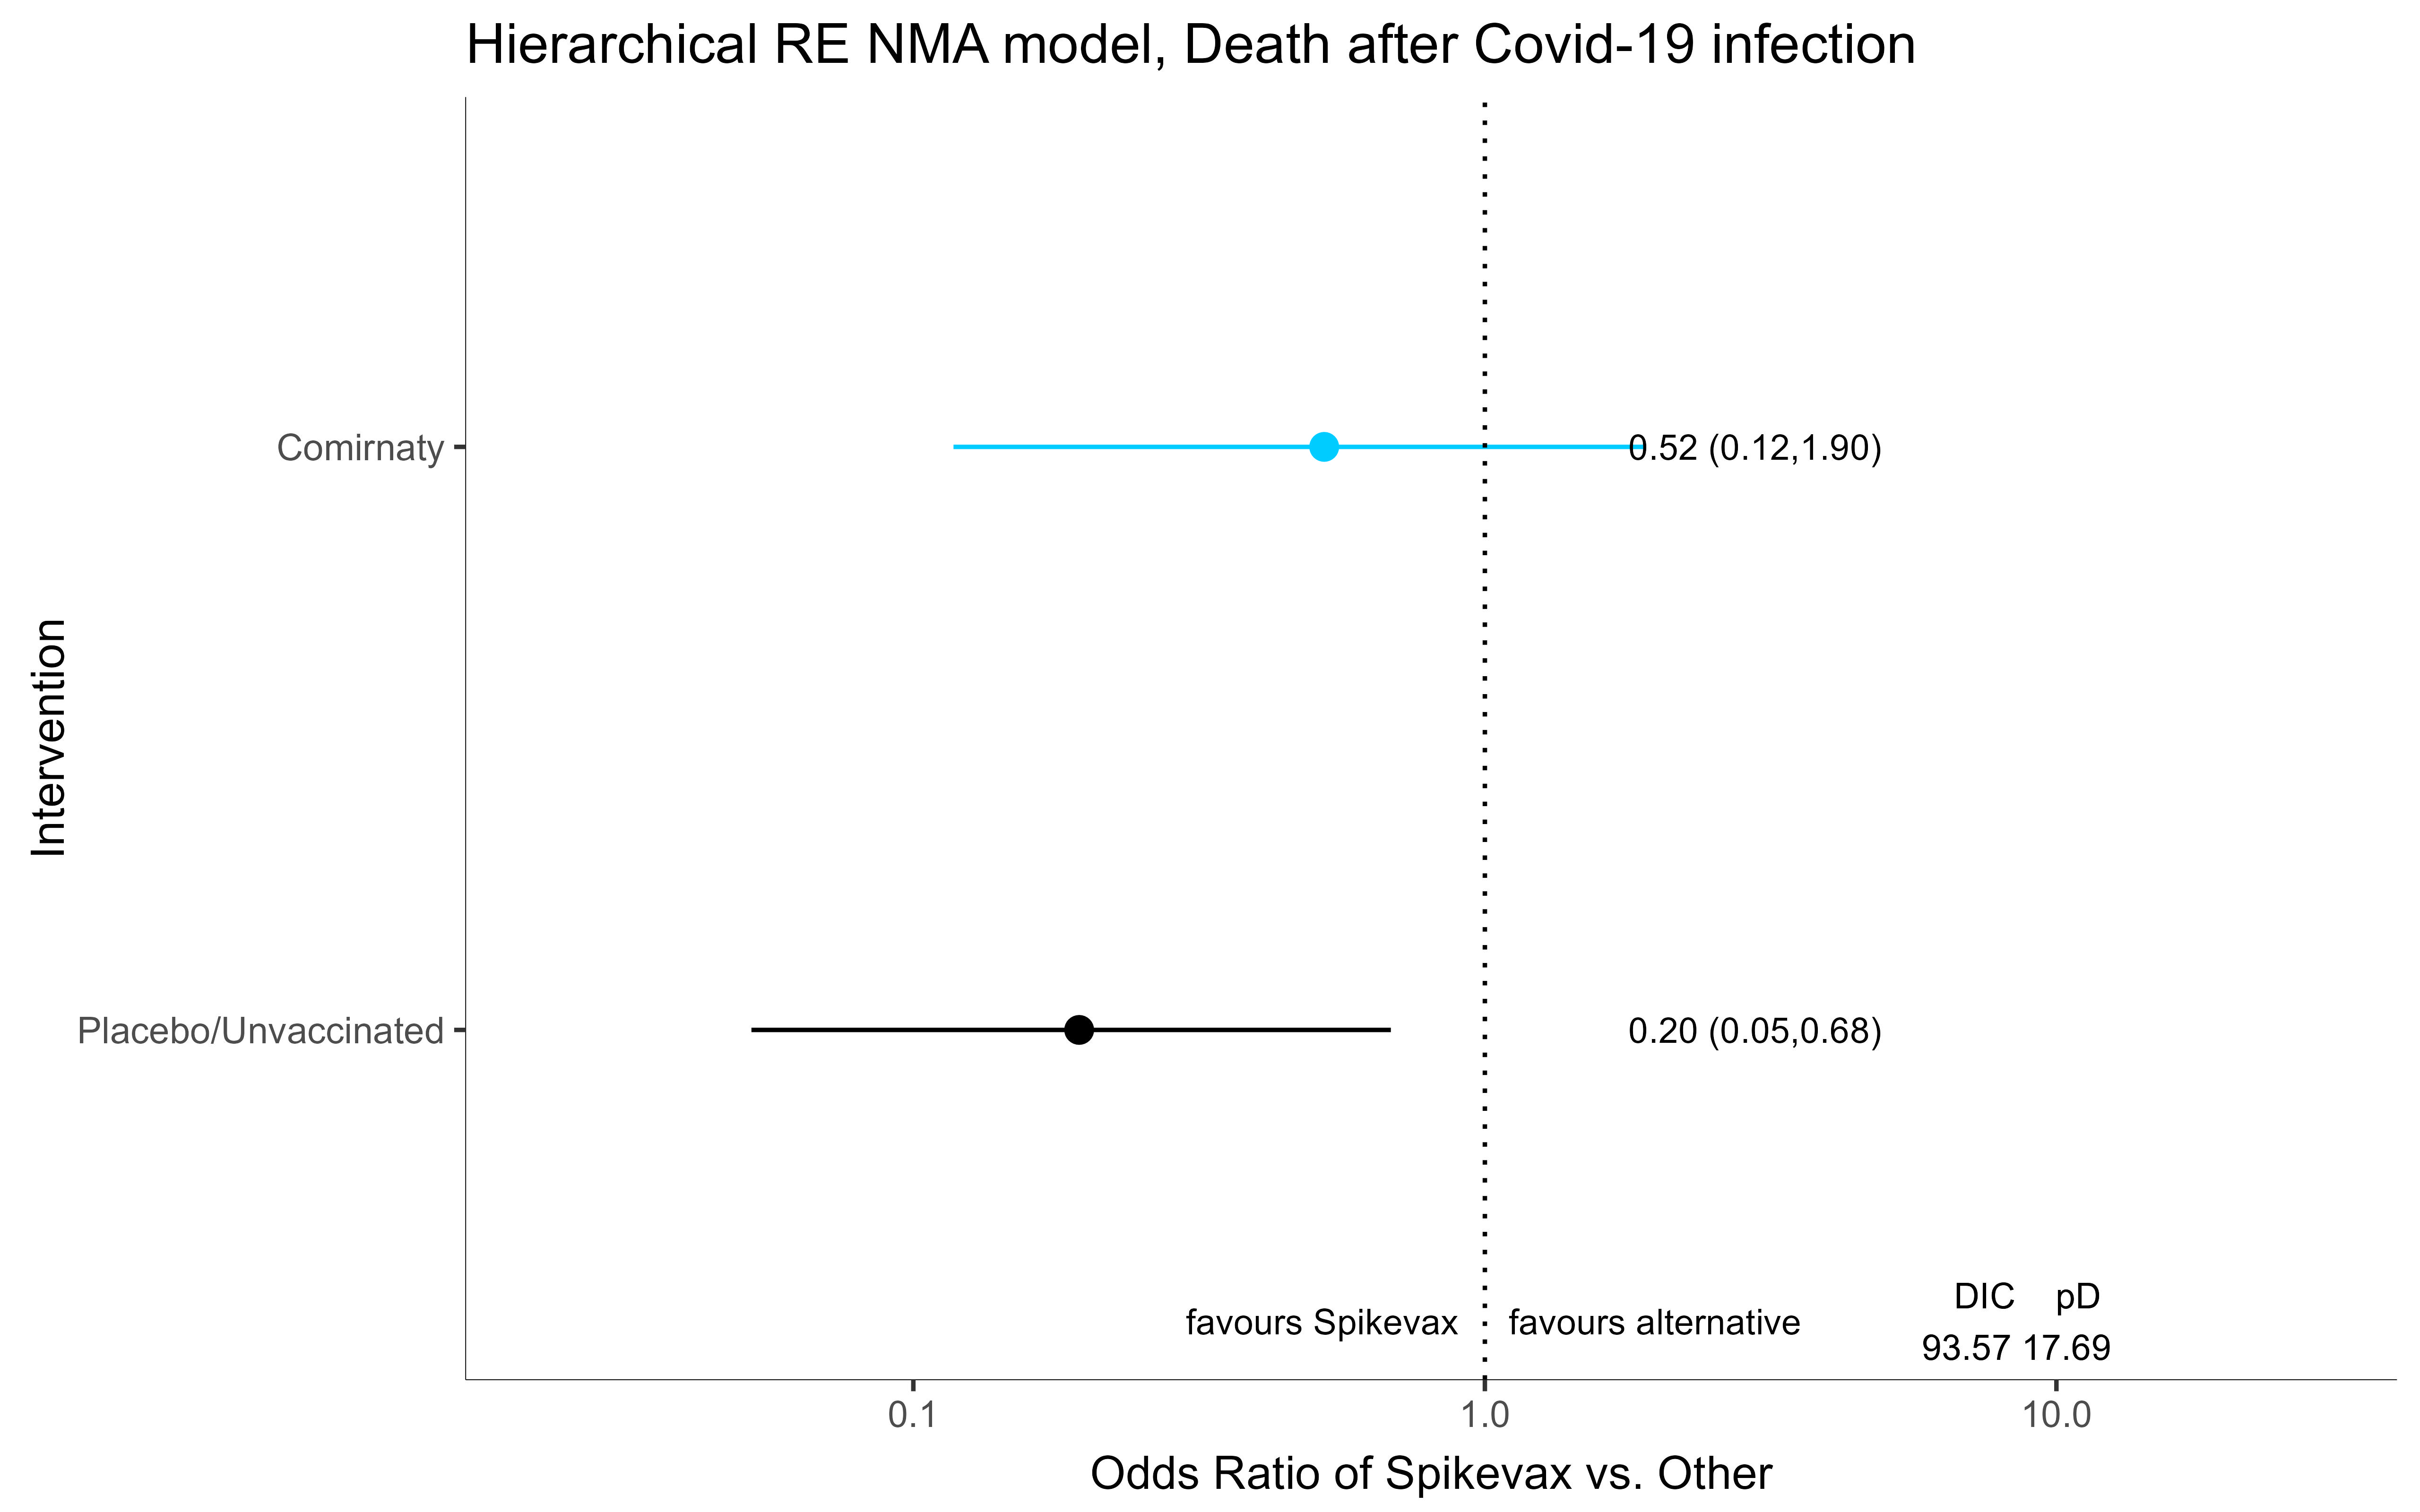 Hierarchical RE NMA model, Death after Covid-19 infection
Intervention
Comirnaty
0.52 (0.12,1.90)
Placebo/Unvaccinated
0.20 (0.05,0.68)
favours Spikevax
favours alternative
DIC pD
93.57 17.69
0.1
1.0
10.0
Odds Ratio of Spikevax vs. Other